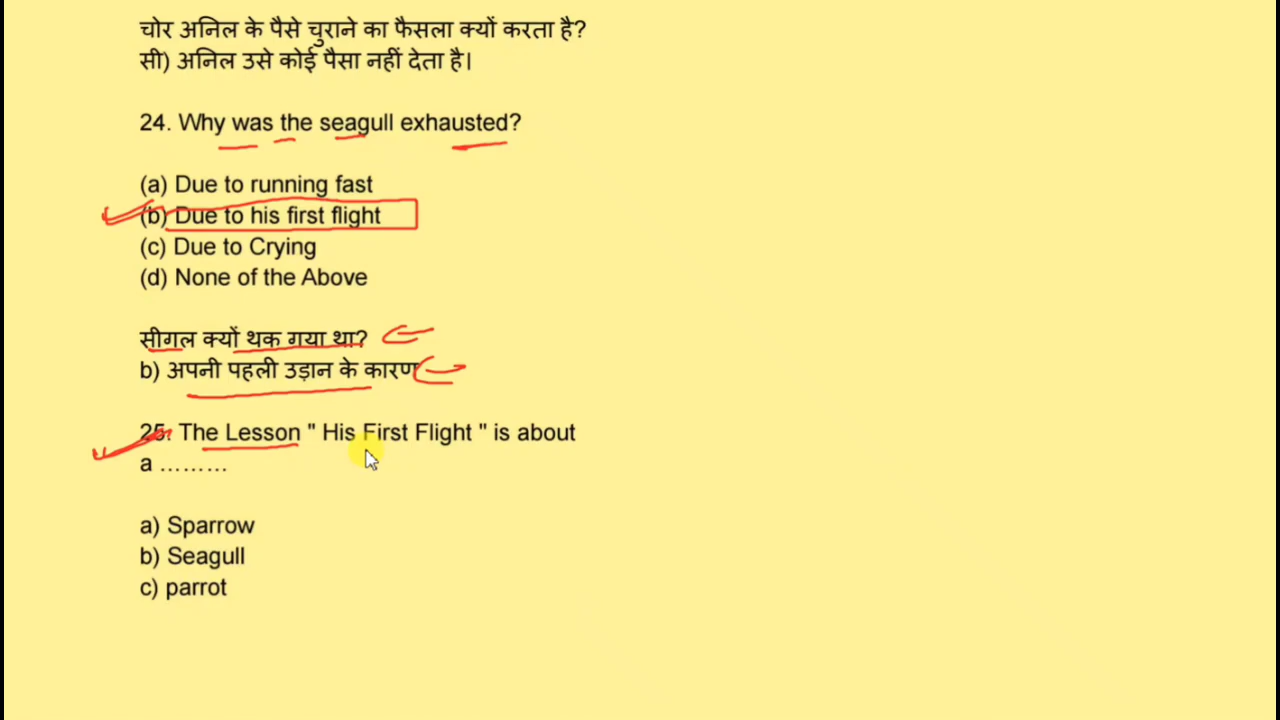 चोर अनिल के पैसे चुराने का फैसला क्यों करता है?
सी) अनिल उसे कोई पैसा नहीं देता है।
24. Why was the seagull exhausted?
(a) Due to running fast
(b) Due to his first flight
(c) Due to Crying
(d) None of the Above
सीगल क्यों थक गया था?
b) अपनी पहली उड़ान के कारण
25. The Lesson " His First Flight " is about
a ………
a) Sparrow
b) Seagull
c) parrot